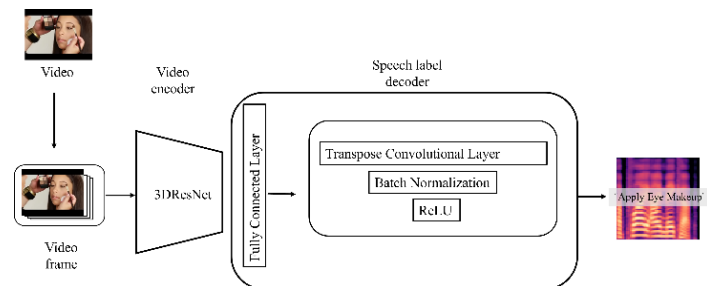 Video
Video
encoder
Speech label
decoder
3DResNet
Fully Connected Layer
Transpose Convolutional Layer
Batch Normalization
ReLU
'Apply Eye Makeup'
Video
frame